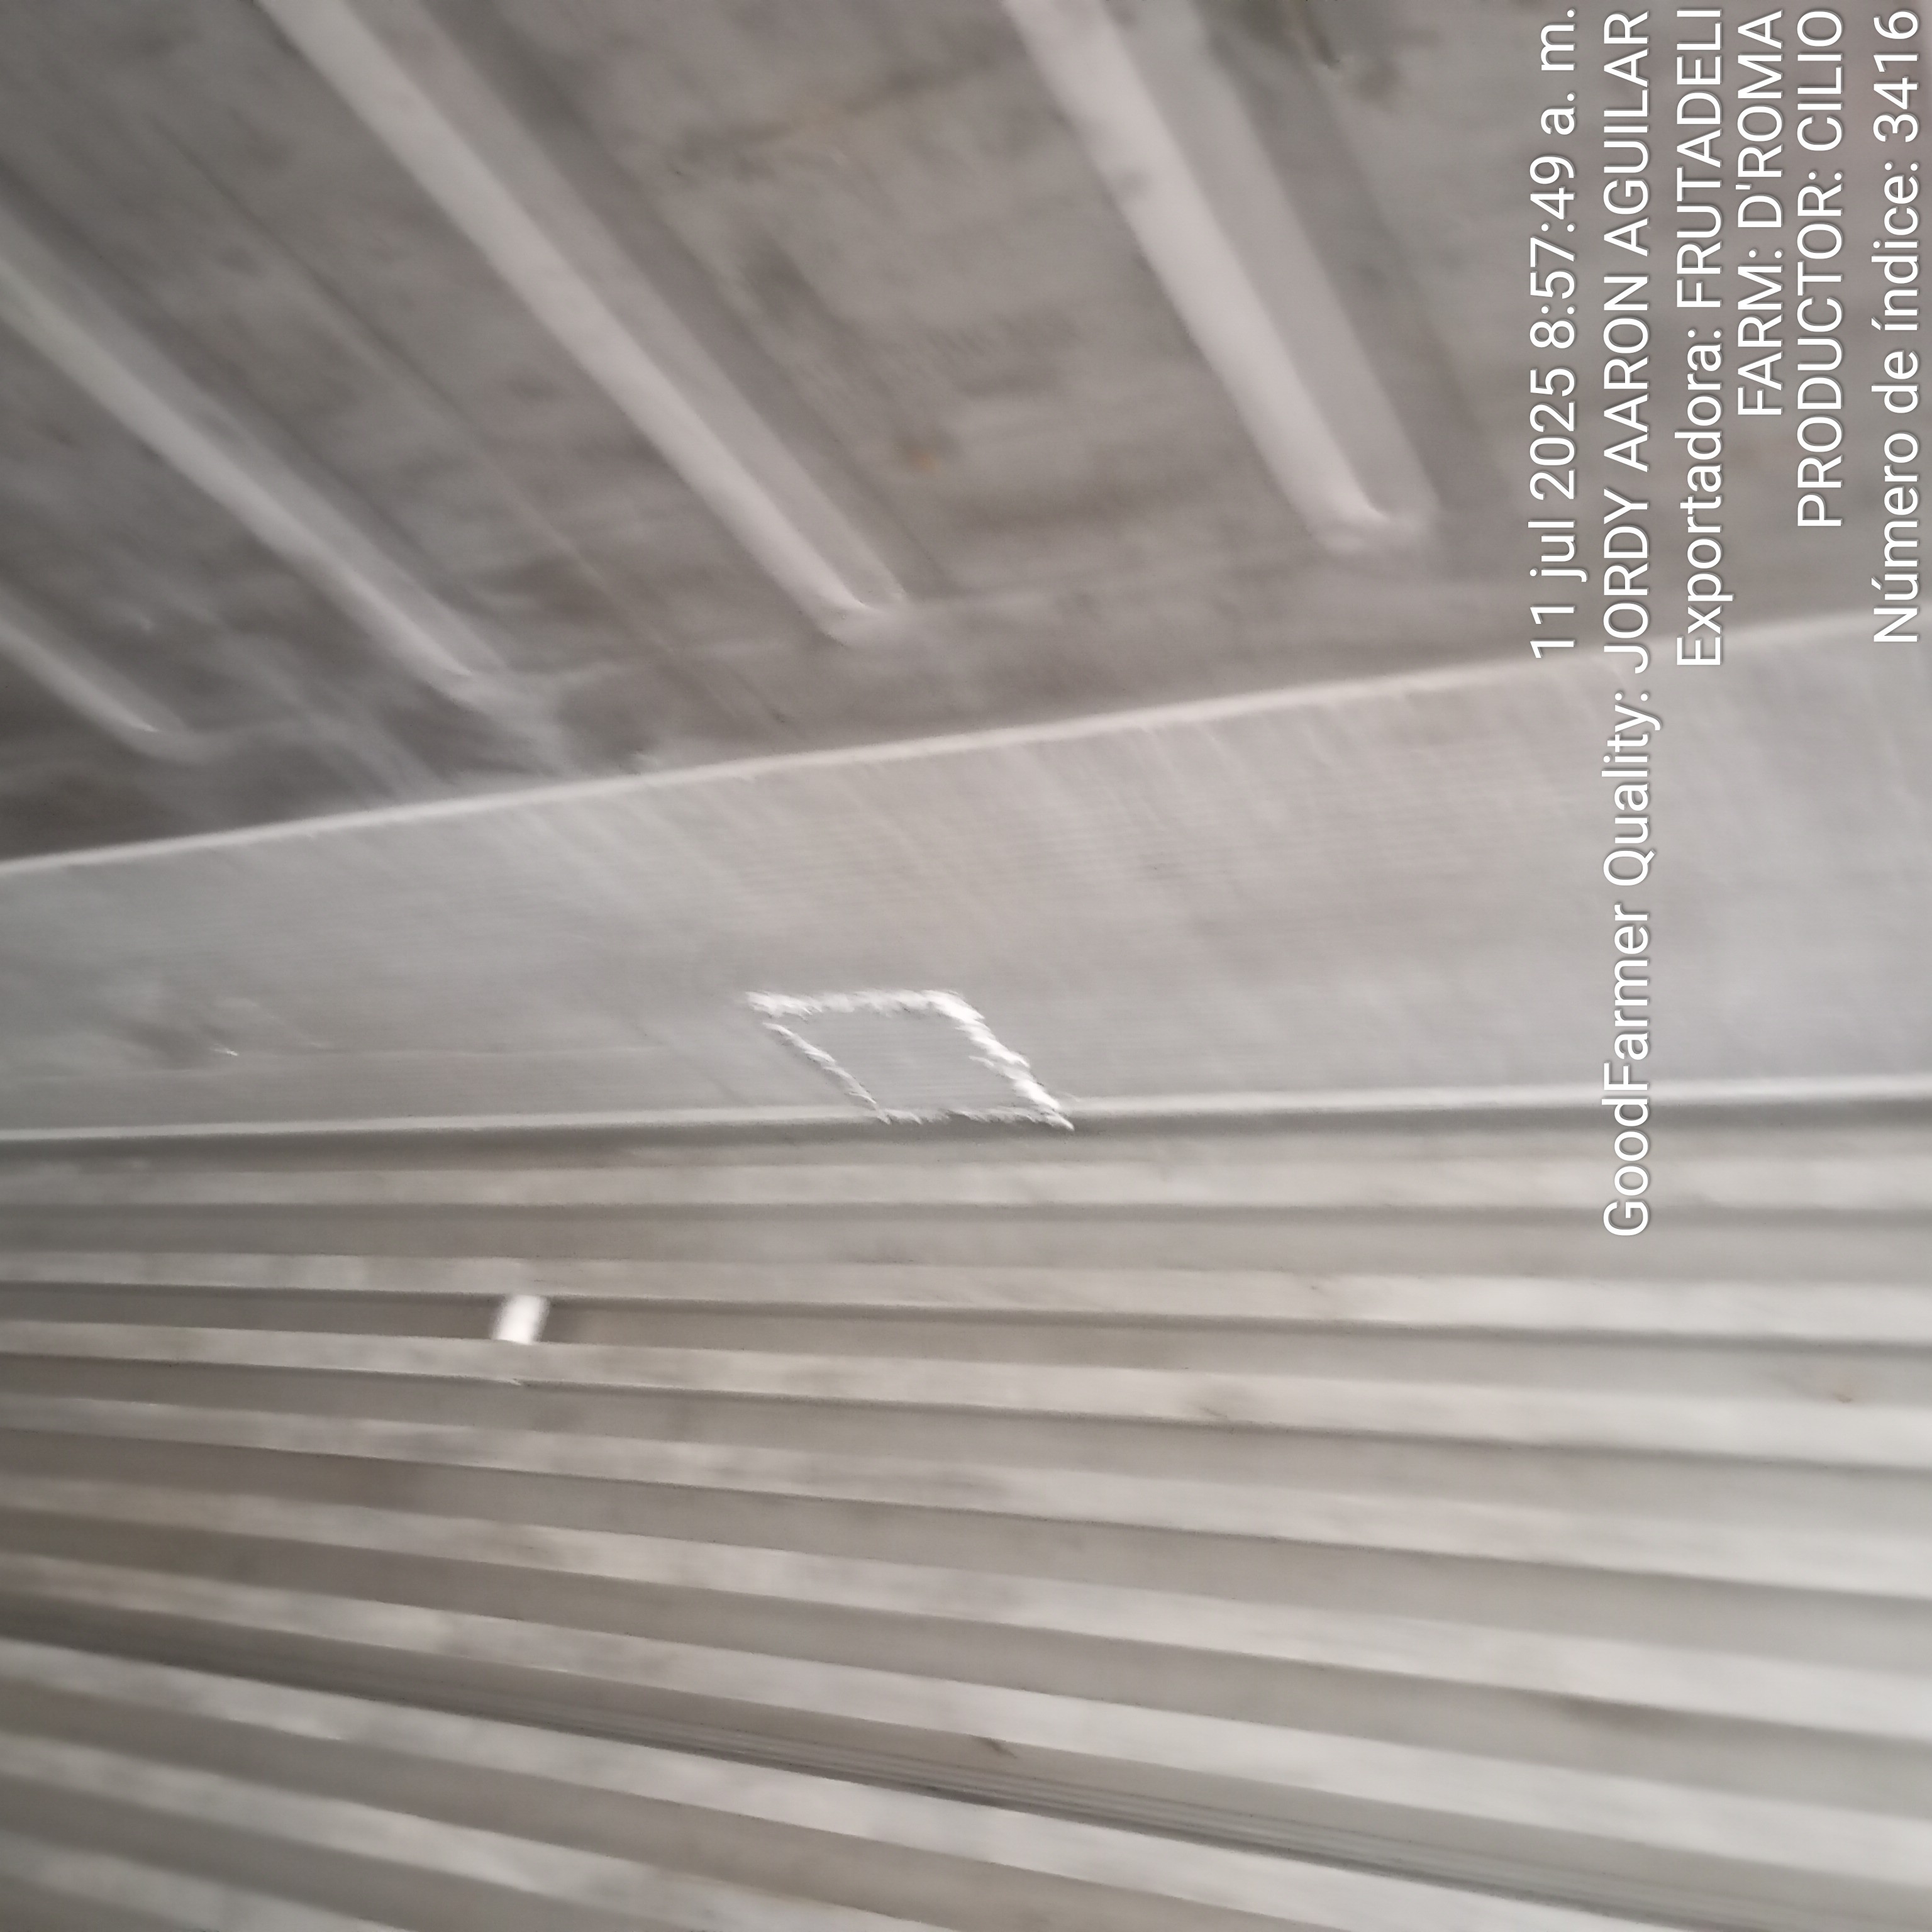 11 jul 2025 8:57:49 a. m.
GoodFarmer Quality: JORDY AARON AGUILAR
Exportadora: FRUTADELI
FARM: D'ROMA
PRODUCTOR: CILIO
Número de índice: 3416